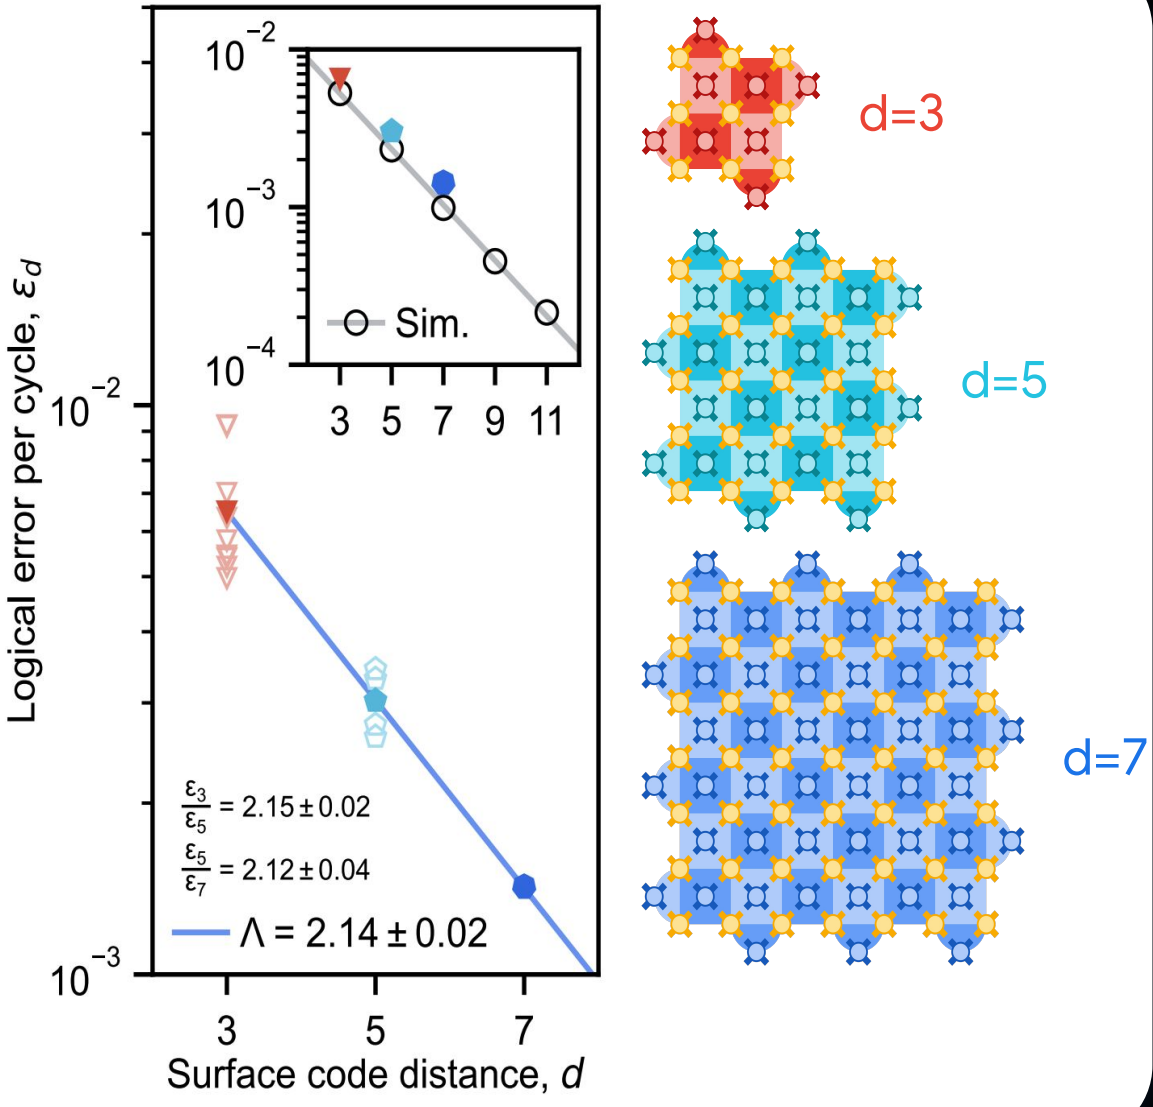 Logical error per cycle, ε_d
10⁻²
10⁻³
10⁻²
10⁻³
10⁻⁴
Sim.
3 5 7 9 11
ε₃/ε₅ = 2.15 ± 0.02
ε₅/ε₇ = 2.12 ± 0.04
Λ = 2.14 ± 0.02
3 5 7
Surface code distance, d
d=3
d=5
d=7